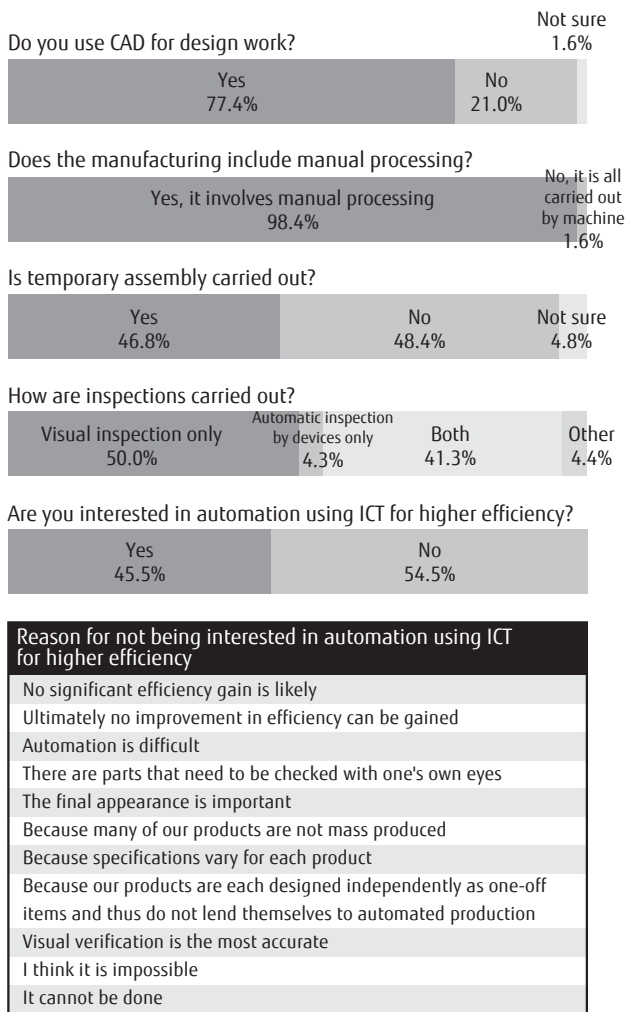 Do you use CAD for design work?
Not sure
1.6%
Yes
77.4%
No
21.0%
Does the manufacturing include manual processing?
Yes, it involves manual processing
98.4%
No, it is all
carried out
by machine
1.6%
Is temporary assembly carried out?
Yes
46.8%
No
48.4%
Not sure
4.8%
How are inspections carried out?
Visual inspection only
50.0%
Automatic inspection
by devices only
4.3%
Both
41.3%
Other
4.4%
Are you interested in automation using ICT for higher efficiency?
Yes
45.5%
No
54.5%
Reason for not being interested in automation using ICT
for higher efficiency
No significant efficiency gain is likely
Ultimately no improvement in efficiency can be gained
Automation is difficult
There are parts that need to be checked with one's own eyes
The final appearance is important
Because many of our products are not mass produced
Because specifications vary for each product
Because our products are each designed independently as one-off
items and thus do not lend themselves to automated production
Visual verification is the most accurate
I think it is impossible
It cannot be done